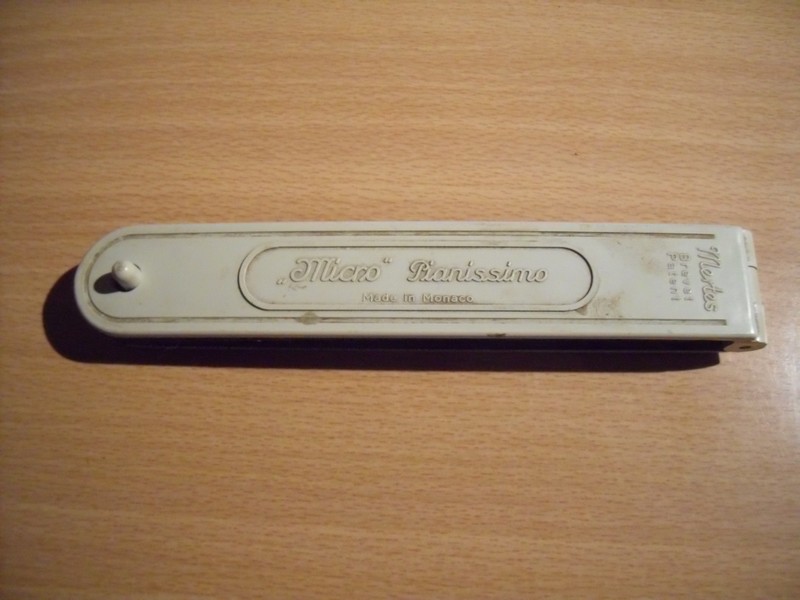 „Micro“ Pianissimo
Made in Monaco
"Mertes
Brevet
Patent